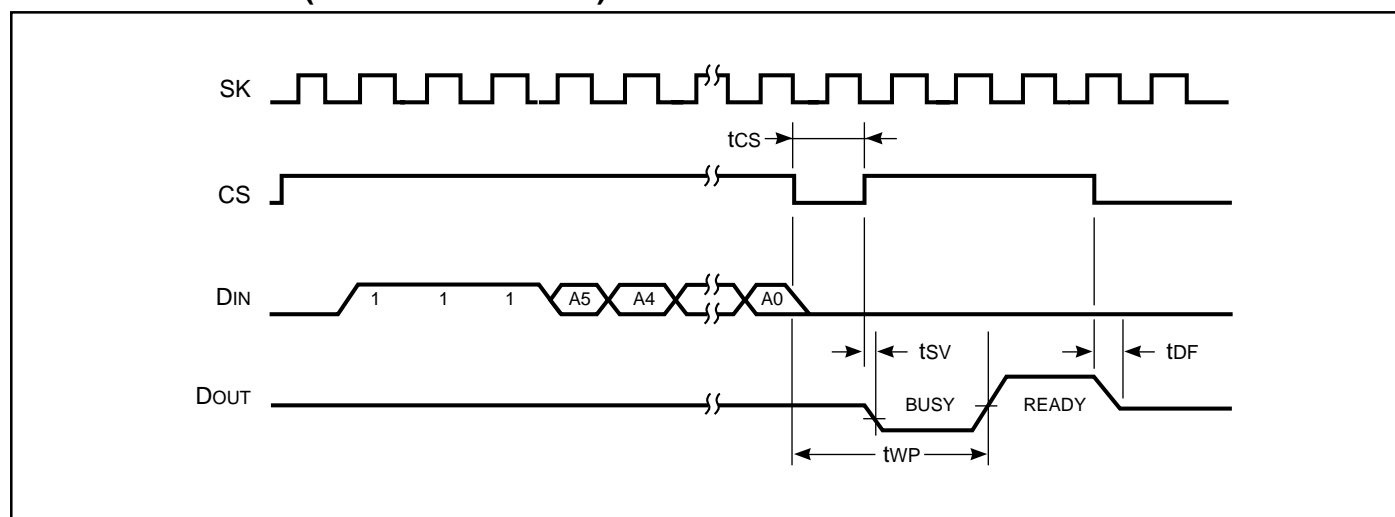 SK
tCS
CS
DIN
1 1 1 A5 A4 A0
tSV
tDF
DOUT
BUSY READY
tWP